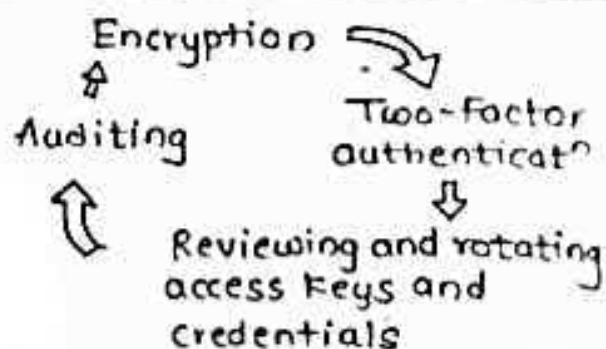 Encryption
Auditing
Two-Factor
authenticatⁿ
Reviewing and rotating
access keys and
credentials